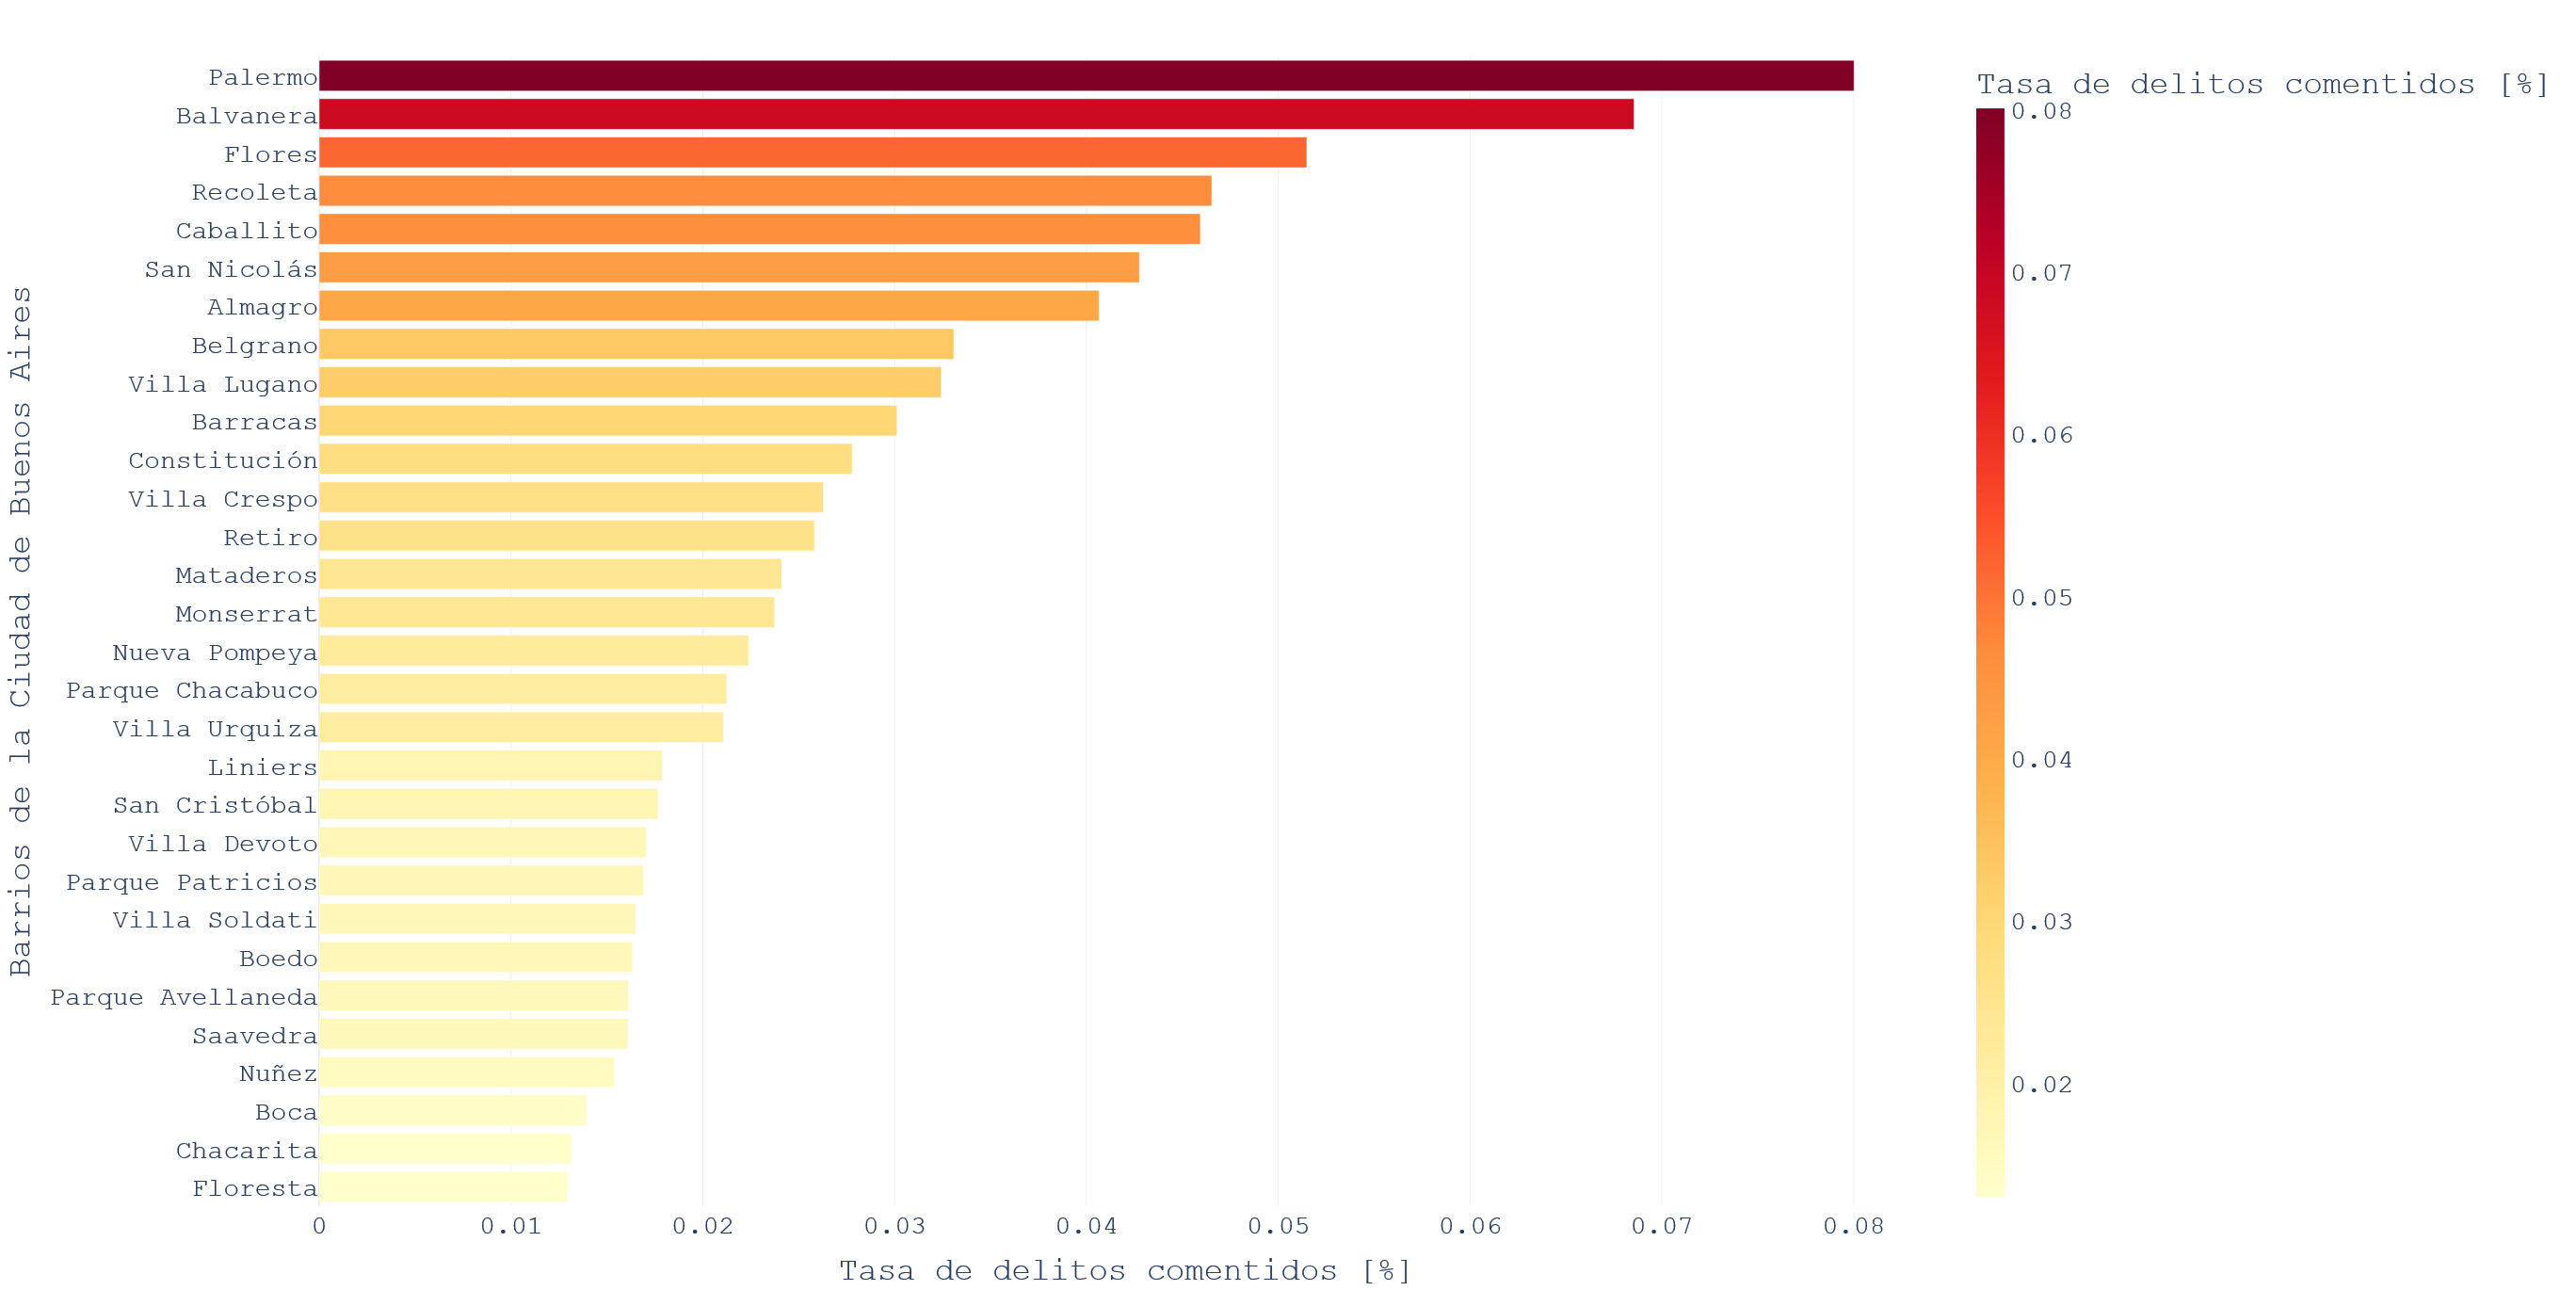 Barrios de la Ciudad de Buenos Aires
Palermo
Balvanera
Flores
Recoleta
Caballito
San Nicolás
Almagro
Belgrano
Villa Lugano
Barracas
Constitución
Villa Crespo
Retiro
Mataderos
Monserrat
Nueva Pompeya
Parque Chacabuco
Villa Urquiza
Liniers
San Cristóbal
Villa Devoto
Parque Patricios
Villa Soldati
Boedo
Parque Avellaneda
Saavedra
Nuñez
Boca
Chacarita
Floresta
0 0.01 0.02 0.03 0.04 0.05 0.06 0.07 0.08
Tasa de delitos comentidos [%]
Tasa de delitos comentidos [%]
0.08
0.07
0.06
0.05
0.04
0.03
0.02